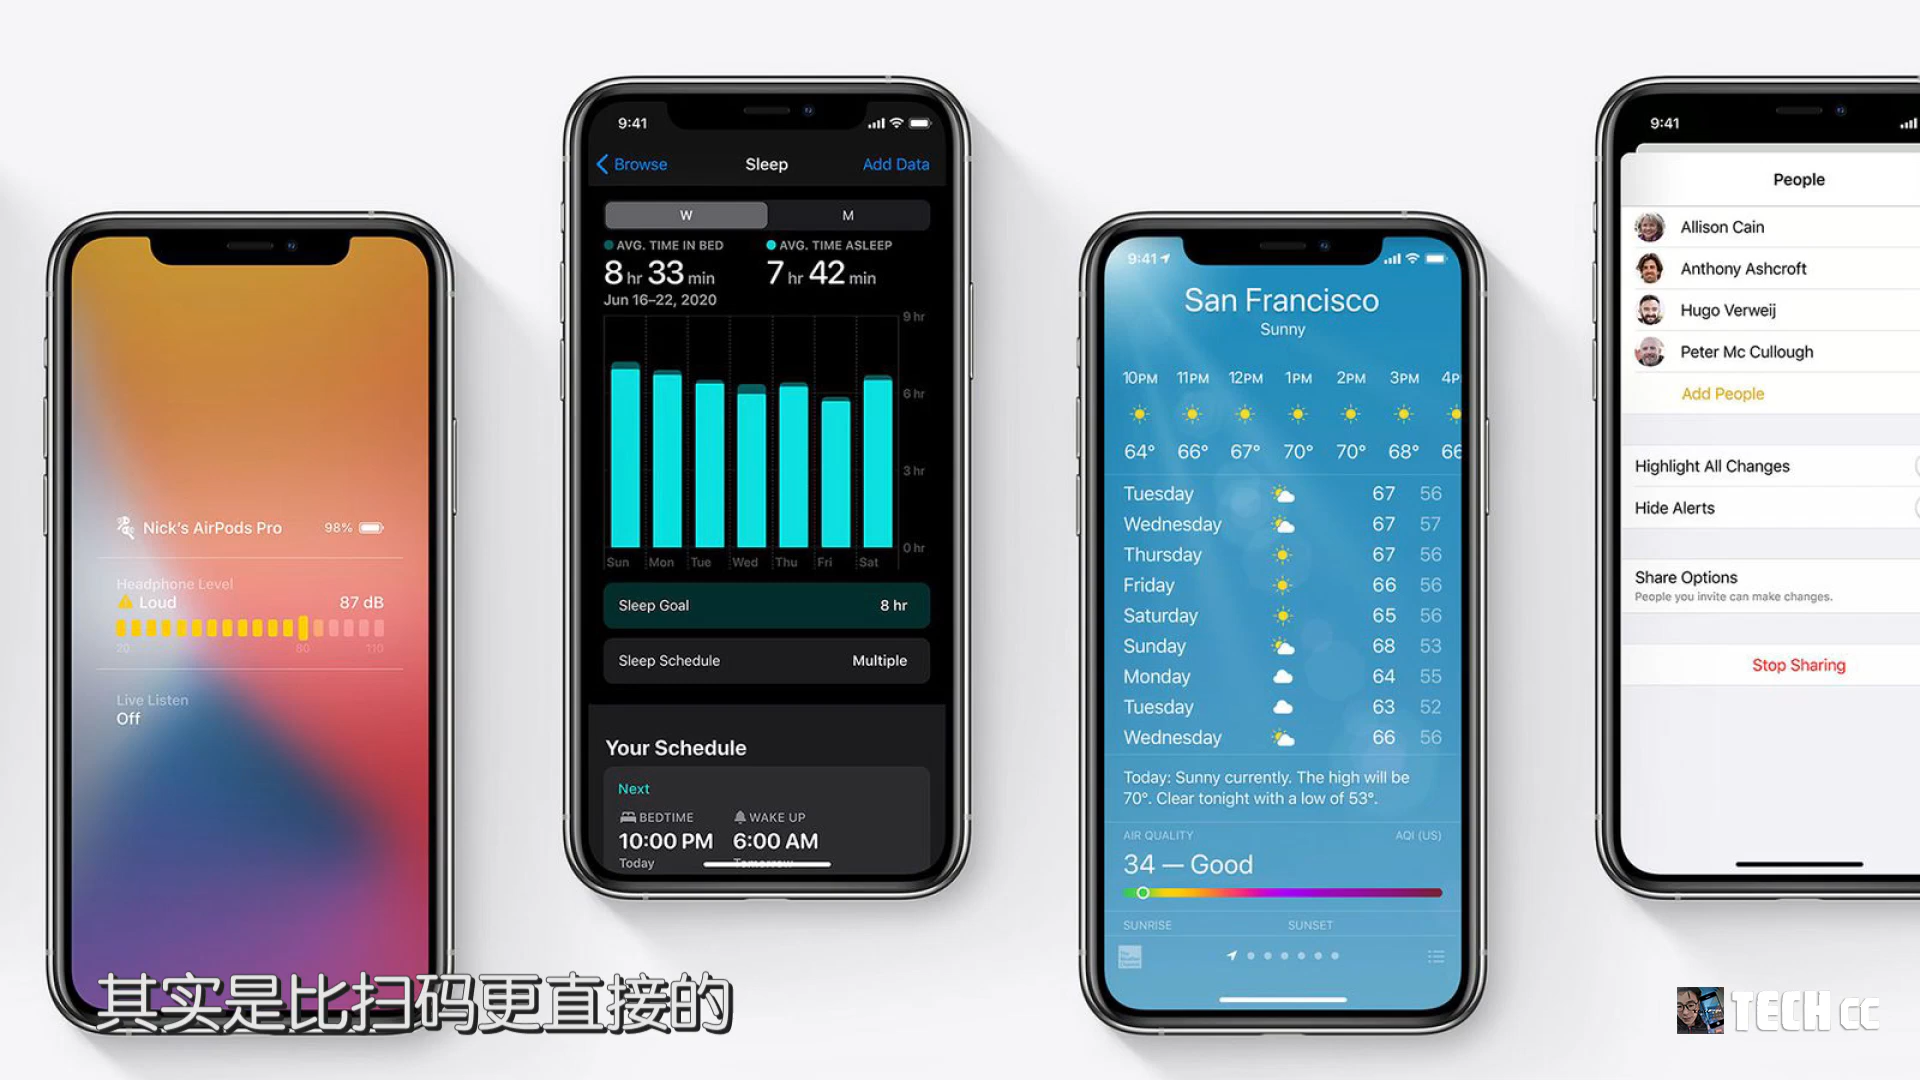 Nick's AirPods Pro 98%
Headphone Level
Loud 87 dB
20 80 110
Live Listen
Off
9:41
Browse Sleep Add Data
W M
AVG. TIME IN BED AVG. TIME ASLEEP
8 hr 33 min 7 hr 42 min
Jun 16–22, 2020
9 hr
6 hr
3 hr
0 hr
Sun Mon Tue Wed Thu Fri Sat
Sleep Goal 8 hr
Sleep Schedule Multiple
Your Schedule
Next
BEDTIME WAKE UP
10:00 PM 6:00 AM
Today Tomorrow
9:41
San Francisco
Sunny
10PM 11PM 12PM 1PM 2PM 3PM 4P
64° 66° 67° 70° 70° 68° 66
Tuesday 67 56
Wednesday 67 57
Thursday 67 56
Friday 66 56
Saturday 65 56
Sunday 68 53
Monday 64 55
Tuesday 63 52
Wednesday 66 56
Today: Sunny currently. The high will be
70°. Clear tonight with a low of 53°.
AIR QUALITY AQI (US)
34 — Good
SUNRISE SUNSET
9:41
People
Allison Cain
Anthony Ashcroft
Hugo Verweij
Peter Mc Cullough
Add People
Highlight All Changes
Hide Alerts
Share Options
People you invite can make changes.
Stop Sharing
其实是比扫码更直接的
TECH CC